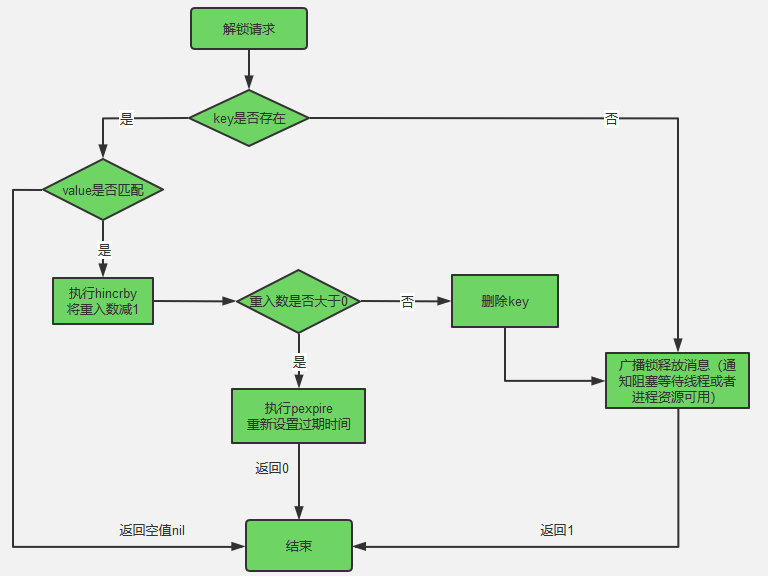 解锁请求
key是否存在
是
否
value是否匹配
是
执行hincrby
将重入数减1
重入数是否大于0
否
删除key
是
广播锁释放消息（通
知阻塞等待线程或者
进程资源可用）
执行pexpire
重新设置过期时间
返回0
返回空值nil
返回1
结束